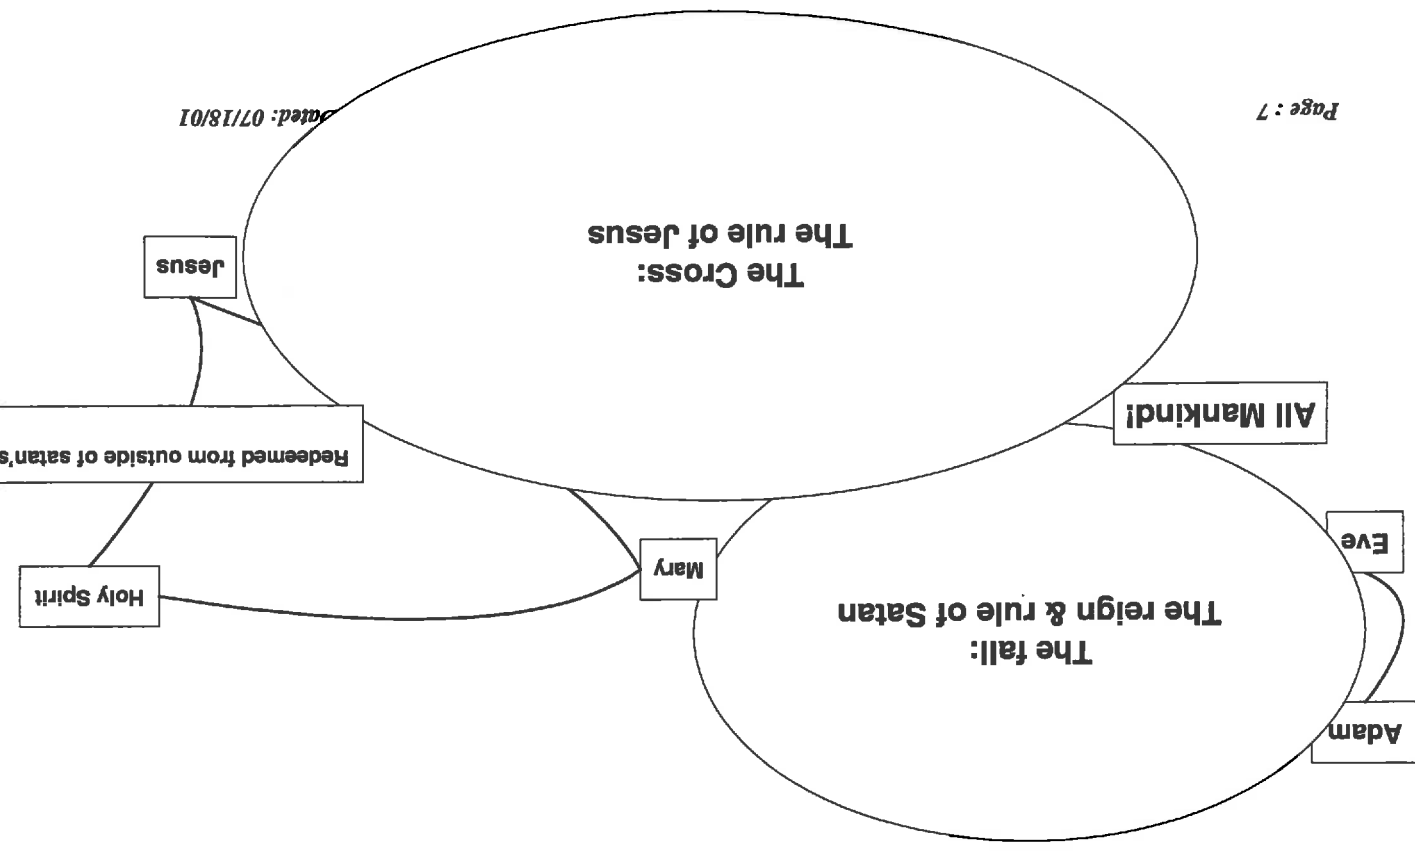 Adam
The fall:
The reign & rule of Satan
Eve
Mary
Holy Spirit
Redeemed from outside of satan's
All Mankind!
The Cross:
The rule of Jesus
Jesus
Page : 7
Dated: 07/18/01